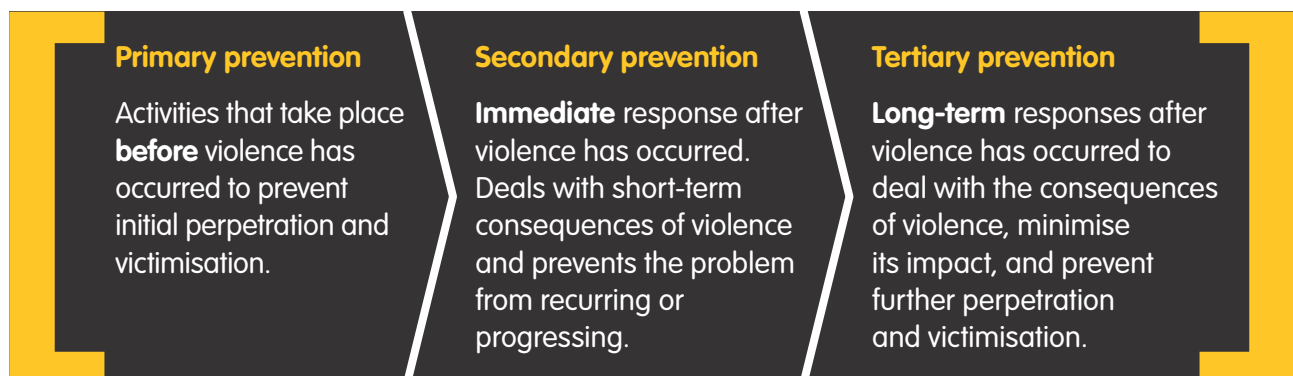 Primary prevention
Activities that take place
before violence has
occurred to prevent
initial perpetration and
victimisation.
Secondary prevention
Immediate response after
violence has occurred.
Deals with short-term
consequences of violence
and prevents the problem
from recurring or
progressing.
Tertiary prevention
Long-term responses after
violence has occurred to
deal with the consequences
of violence, minimise
its impact, and prevent
further perpetration
and victimisation.